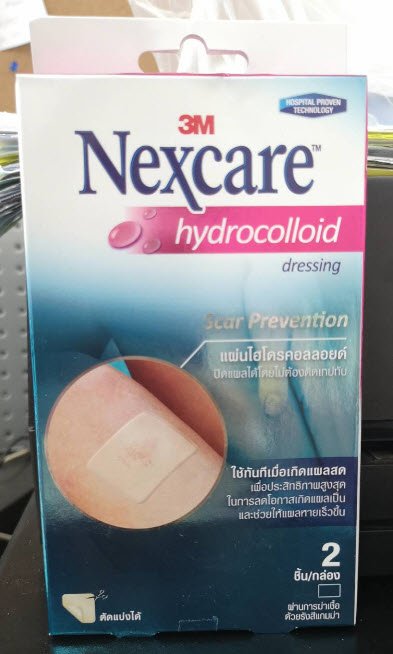 HOSPITAL PROVEN
TECHNOLOGY
3M
Nexcare™
hydrocolloid
dressing
Scar Prevention
แผ่นไฮโดรคอลลอยด์
ปิดแผลได้โดยไม่ต้องติดเทปทับ
ใช้ทันทีเมื่อเกิดแผลสด
เพื่อประสิทธิภาพสูงสุด
ในการลดโอกาสเกิดแผลเป็น
และช่วยให้แผลหายเร็วขึ้น
2
ชิ้น/กล่อง
ตัดแบ่งได้
ผ่านการฆ่าเชื้อ
ด้วยรังสีแกมม่า